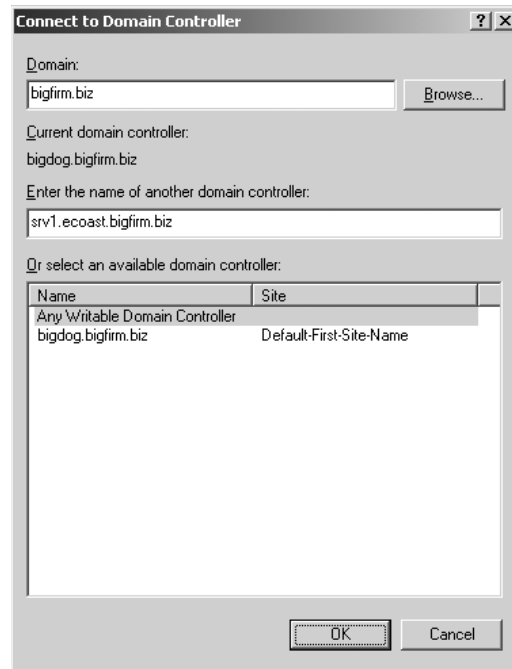 Connect to Domain Controller
Domain:
bigfirm.biz
Browse...
Current domain controller:
bigdog.bigfirm.biz
Enter the name of another domain controller:
srv1.ecoast.bigfirm.biz
Or select an available domain controller:
Name Site
Any Writable Domain Controller
bigdog.bigfirm.biz Default-First-Site-Name
OK Cancel